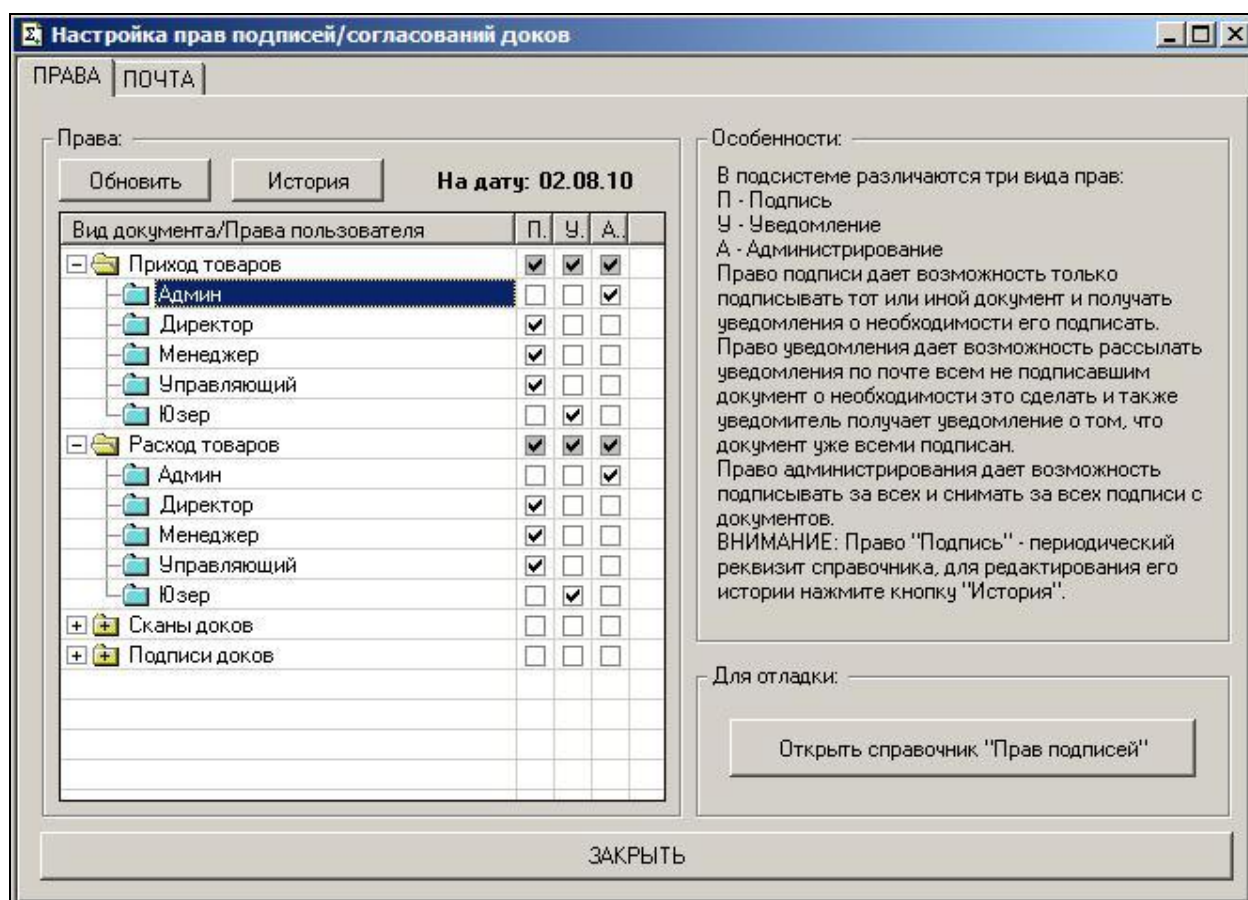 Настройка прав подписей/согласований доков
ПРАВА
ПОЧТА
Права:
Обновить
История
На дату: 02.08.10
Вид документа/Права пользователя
П.
У.
А..
Приход товаров
Админ
Директор
Менеджер
Управляющий
Юзер
Расход товаров
Админ
Директор
Менеджер
Управляющий
Юзер
Сканы доков
Подписи доков
Особенности:
В подсистеме различаются три вида прав:
П - Подпись
У - Уведомление
А - Администрирование
Право подписи дает возможность только
подписывать тот или иной документ и получать
уведомления о необходимости его подписать.
Право уведомления дает возможность рассылать
уведомления по почте всем не подписавшим
документ о необходимости это сделать и также
уведомитель получает уведомление о том, что
документ уже всеми подписан.
Право администрирования дает возможность
подписывать за всех и снимать за всех подписи с
документов.
ВНИМАНИЕ: Право "Подпись" - периодический
реквизит справочника, для редактирования его
истории нажмите кнопку "История".
Для отладки:
Открыть справочник "Прав подписей"
ЗАКРЫТЬ